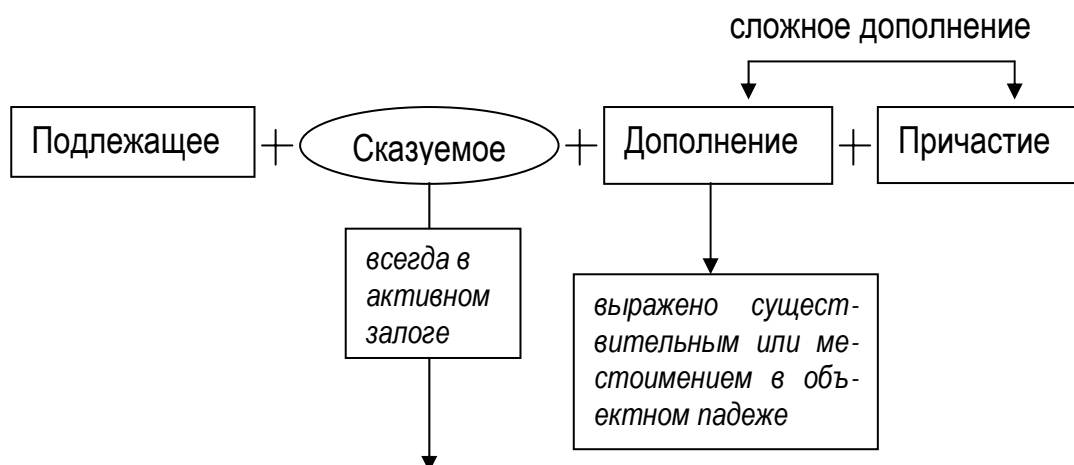 сложное дополнение
Подлежащее + Сказуемое + Дополнение + Причастие
всегда в
активном
залоге
выражено сущест-
вительным или ме-
стоимением в объ-
ектном падеже